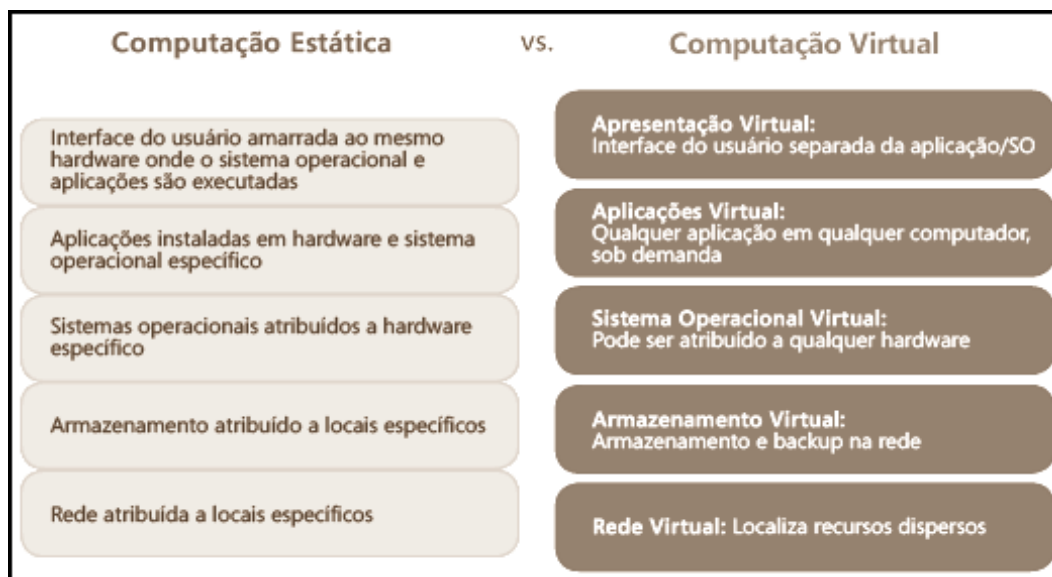 Computação Estática vs. Computação Virtual
Interface do usuário amarrada ao mesmo
hardware onde o sistema operacional e
aplicações são executadas
Apresentação Virtual:
Interface do usuário separada da aplicação/SO
Aplicações instaladas em hardware e sistema
operacional específico
Aplicações Virtual:
Qualquer aplicação em qualquer computador,
sob demanda
Sistemas operacionais atribuídos a hardware
específico
Sistema Operacional Virtual:
Pode ser atribuído a qualquer hardware
Armazenamento atribuído a locais específicos
Armazenamento Virtual:
Armazenamento e backup na rede
Rede atribuída a locais específicos
Rede Virtual: Localiza recursos dispersos